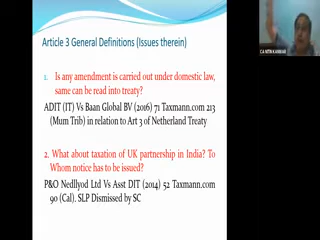 Article 3 General Definitions (Issues therein)
1. Is any amendment is carried out under domestic law,
same can be read into treaty?
ADIT (IT) Vs Baan Global BV (2016) 71 Taxmann.com 213
(Mum Trib) in relation to Art 3 of Netherland Treaty
2. What about taxation of UK partnership in India? To
Whom notice has to be issued?
P&O Nedllyod Ltd Vs Asst DIT (2014) 52 Taxmann.com
90 (Cal). SLP Dismissed by SC
CA NITIN KANWAR